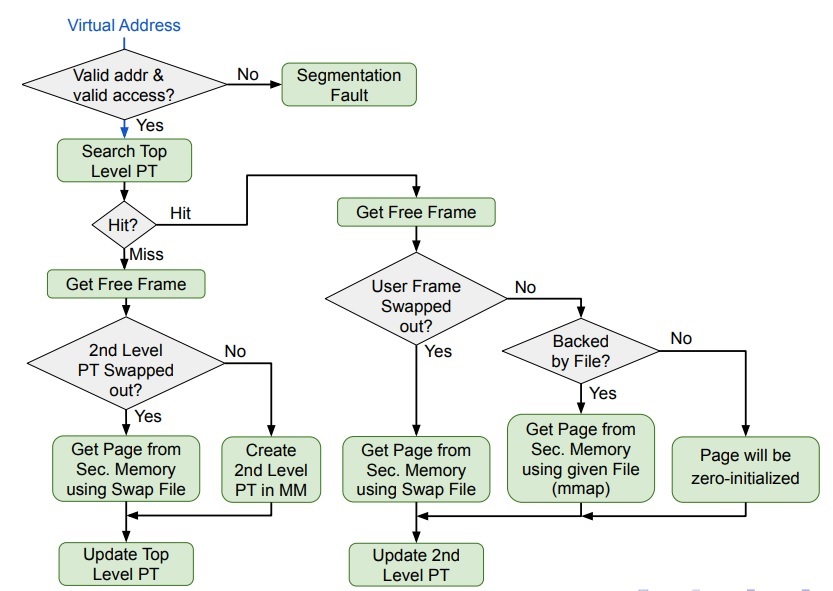 Virtual Address
Valid addr &
valid access?
No
Segmentation
Fault
Yes
Search Top
Level PT
Hit?
Hit
Miss
Get Free Frame
2nd Level
PT Swapped
out?
No
Yes
Get Page from
Sec. Memory
using Swap File
Create
2nd Level
PT in MM
Update Top
Level PT
Get Free Frame
User Frame
Swapped
out?
No
Yes
Backed
by File?
No
Yes
Get Page from
Sec. Memory
using Swap File
Get Page from
Sec. Memory
using given File
(mmap)
Page will be
zero-initialized
Update 2nd
Level PT